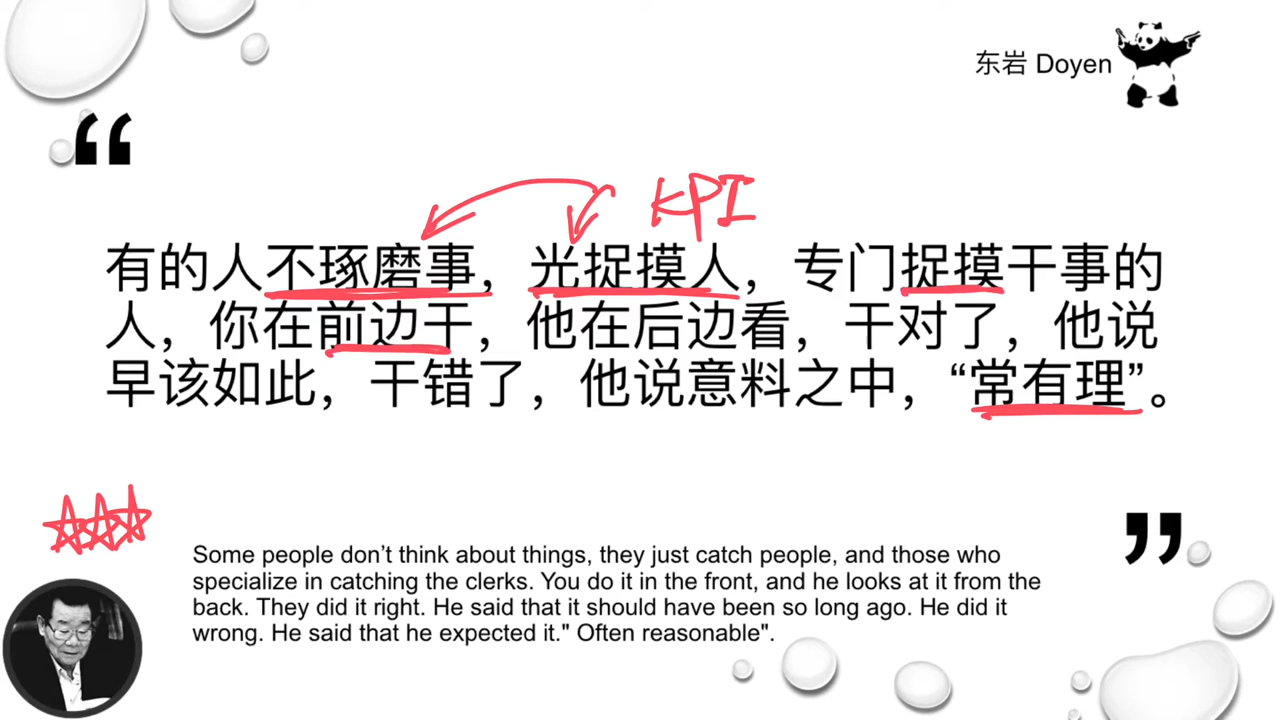 东岩 Doyen
“
KPI
有的人不琢磨事，光捉摸人，专门捉摸干事的
人，你在前边干，他在后边看，干对了，他说
早该如此，干错了，他说意料之中，“常有理”。
”
Some people don’t think about things, they just catch people, and those who
specialize in catching the clerks. You do it in the front, and he looks at it from the
back. They did it right. He said that it should have been so long ago. He did it
wrong. He said that he expected it." Often reasonable".